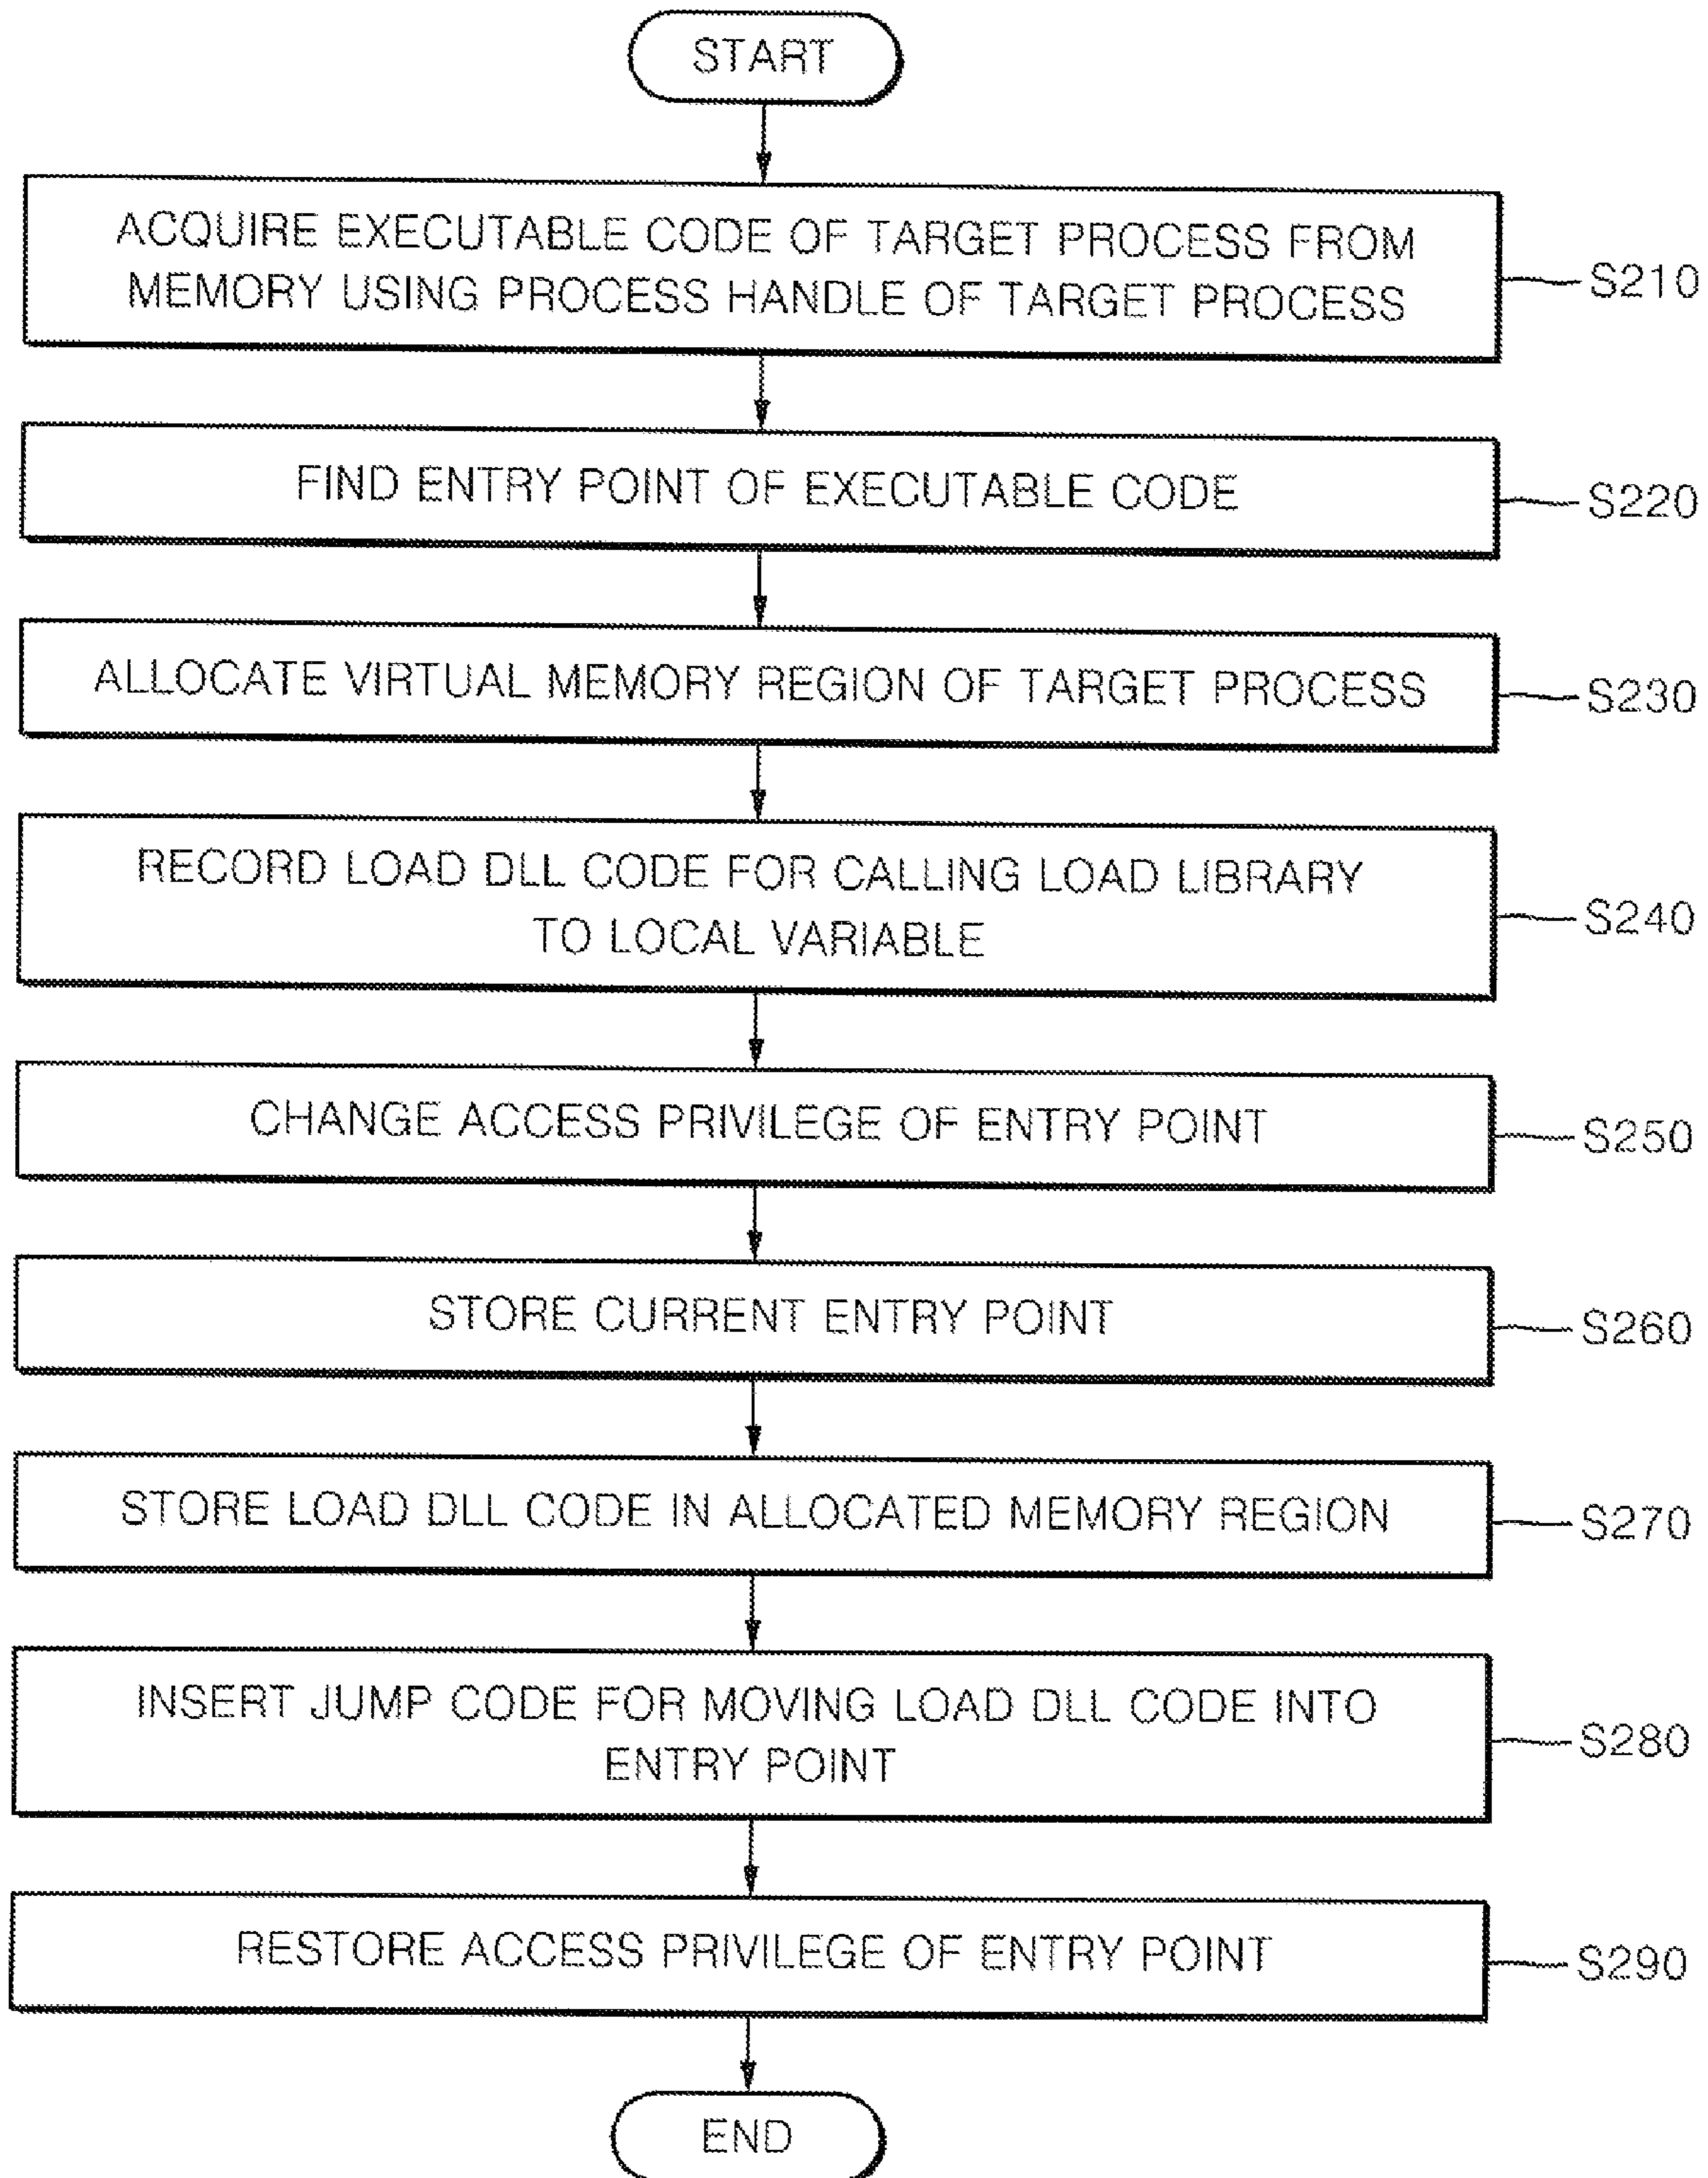 START
ACQUIRE EXECUTABLE CODE OF TARGET PROCESS FROM
MEMORY USING PROCESS HANDLE OF TARGET PROCESS
S210
FIND ENTRY POINT OF EXECUTABLE CODE
S220
ALLOCATE VIRTUAL MEMORY REGION OF TARGET PROCESS
S230
RECORD LOAD DLL CODE FOR CALLING LOAD LIBRARY
TO LOCAL VARIABLE
S240
CHANGE ACCESS PRIVILEGE OF ENTRY POINT
S250
STORE CURRENT ENTRY POINT
S260
STORE LOAD DLL CODE IN ALLOCATED MEMORY REGION
S270
INSERT JUMP CODE FOR MOVING LOAD DLL CODE INTO
ENTRY POINT
S280
RESTORE ACCESS PRIVILEGE OF ENTRY POINT
S290
END